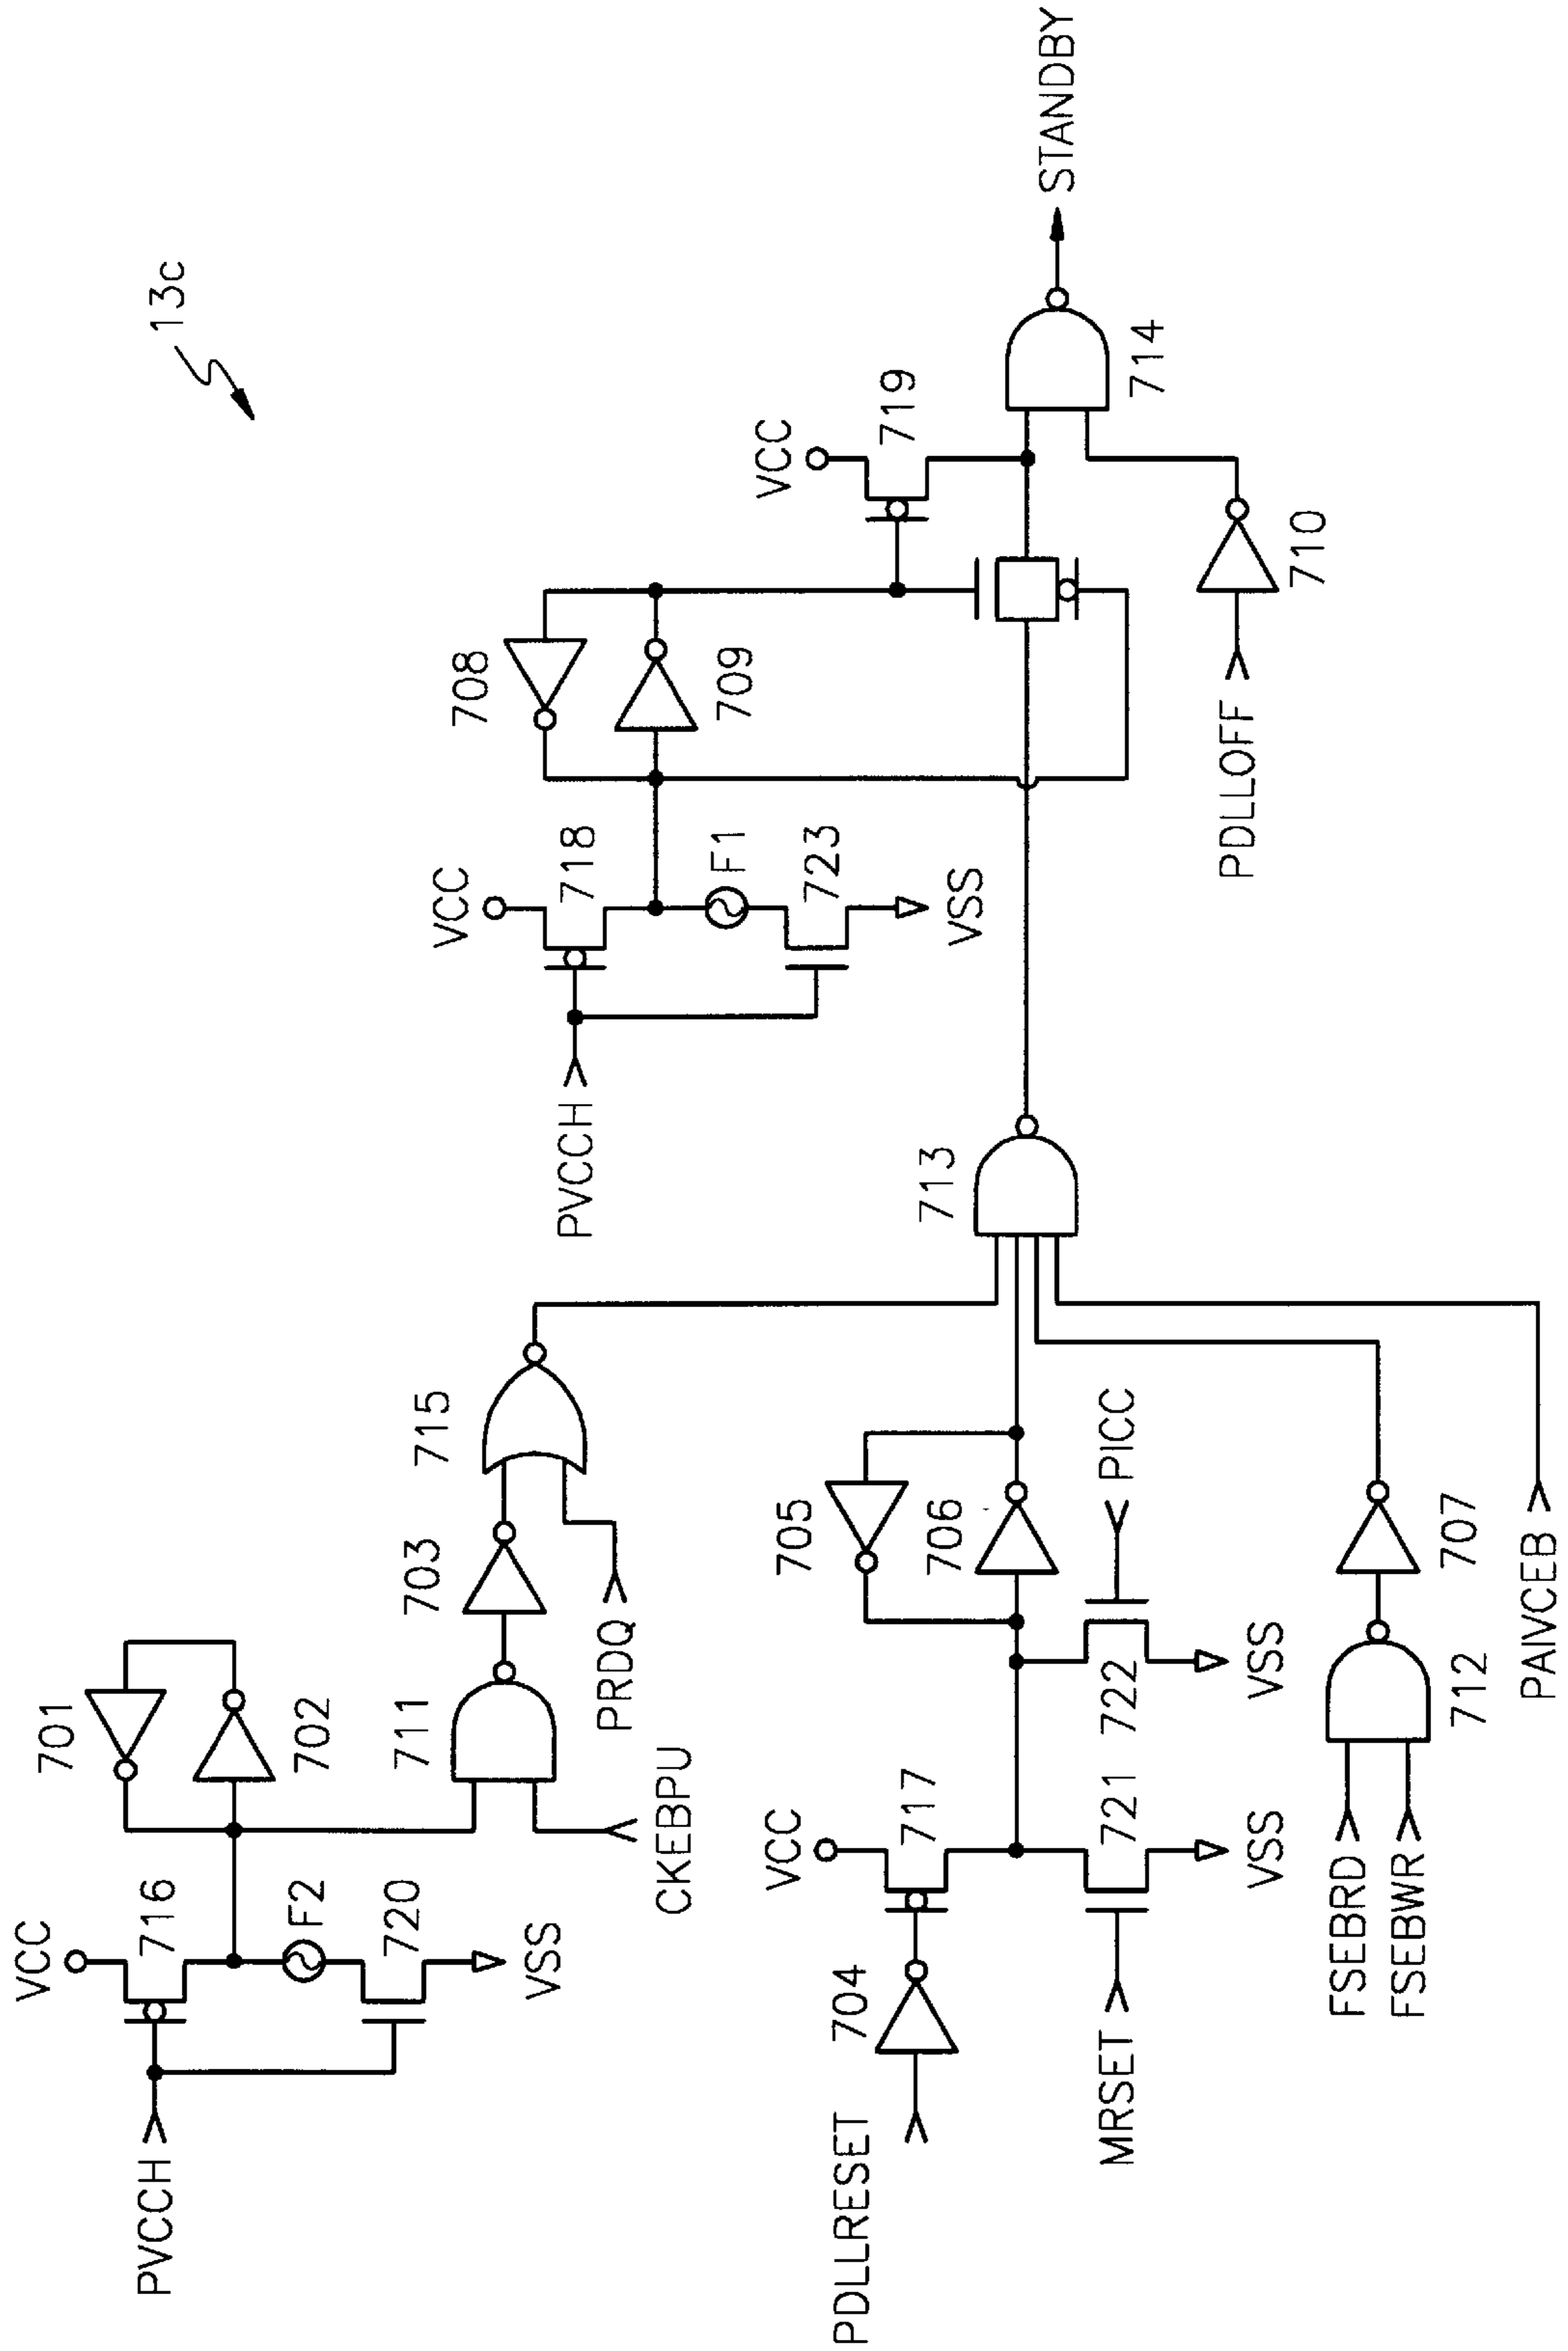 13c
VCC
716
F2
720
VSS
PVCCH
701
702
711
703
715
PRDQ
CKEBPU
PVCCH
VCC
718
F1
723
VSS
708
709
VCC
719
714
STANDBY
710
PDLLOFF
713
PDLLRESET
704
VCC
717
721
VSS
MRSET
705
706
722
VSS
PICC
FSEBRD
FSEBWR
712
707
PAIVCEB